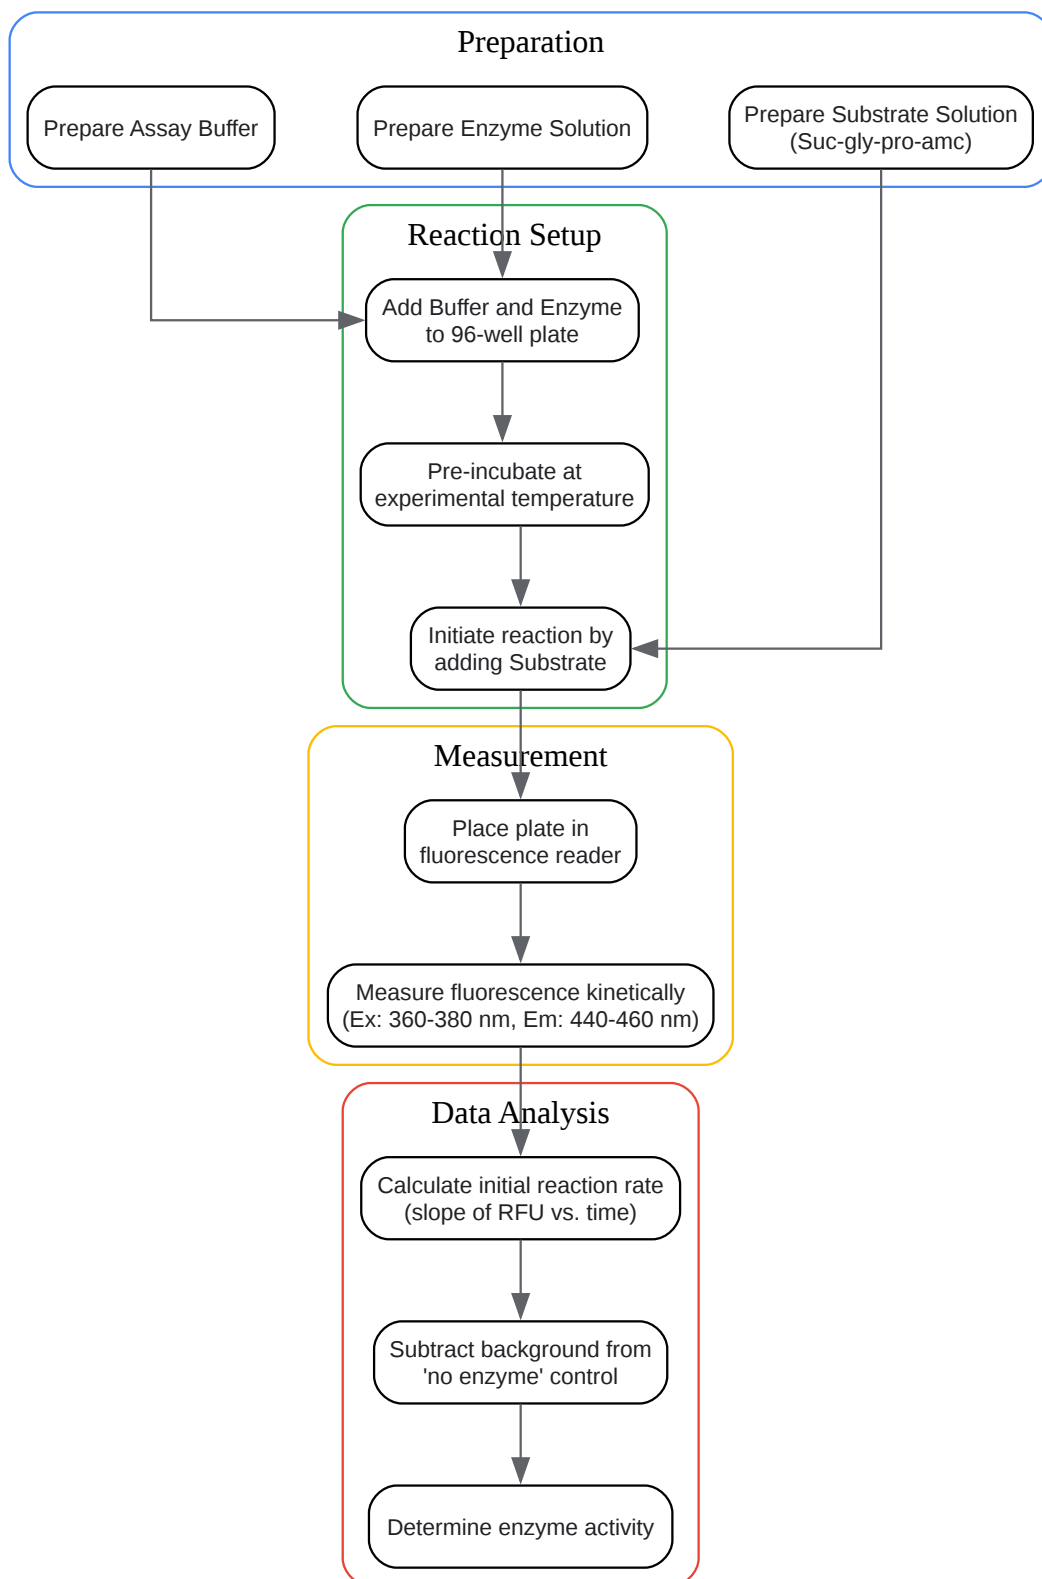 Preparation
Prepare Assay Buffer
Prepare Enzyme Solution
Prepare Substrate Solution
(Suc-gly-pro-amc)
Reaction Setup
Add Buffer and Enzyme
to 96-well plate
Pre-incubate at
experimental temperature
Initiate reaction by
adding Substrate
Measurement
Place plate in
fluorescence reader
Measure fluorescence kinetically
(Ex: 360-380 nm, Em: 440-460 nm)
Data Analysis
Calculate initial reaction rate
(slope of RFU vs. time)
Subtract background from
'no enzyme' control
Determine enzyme activity